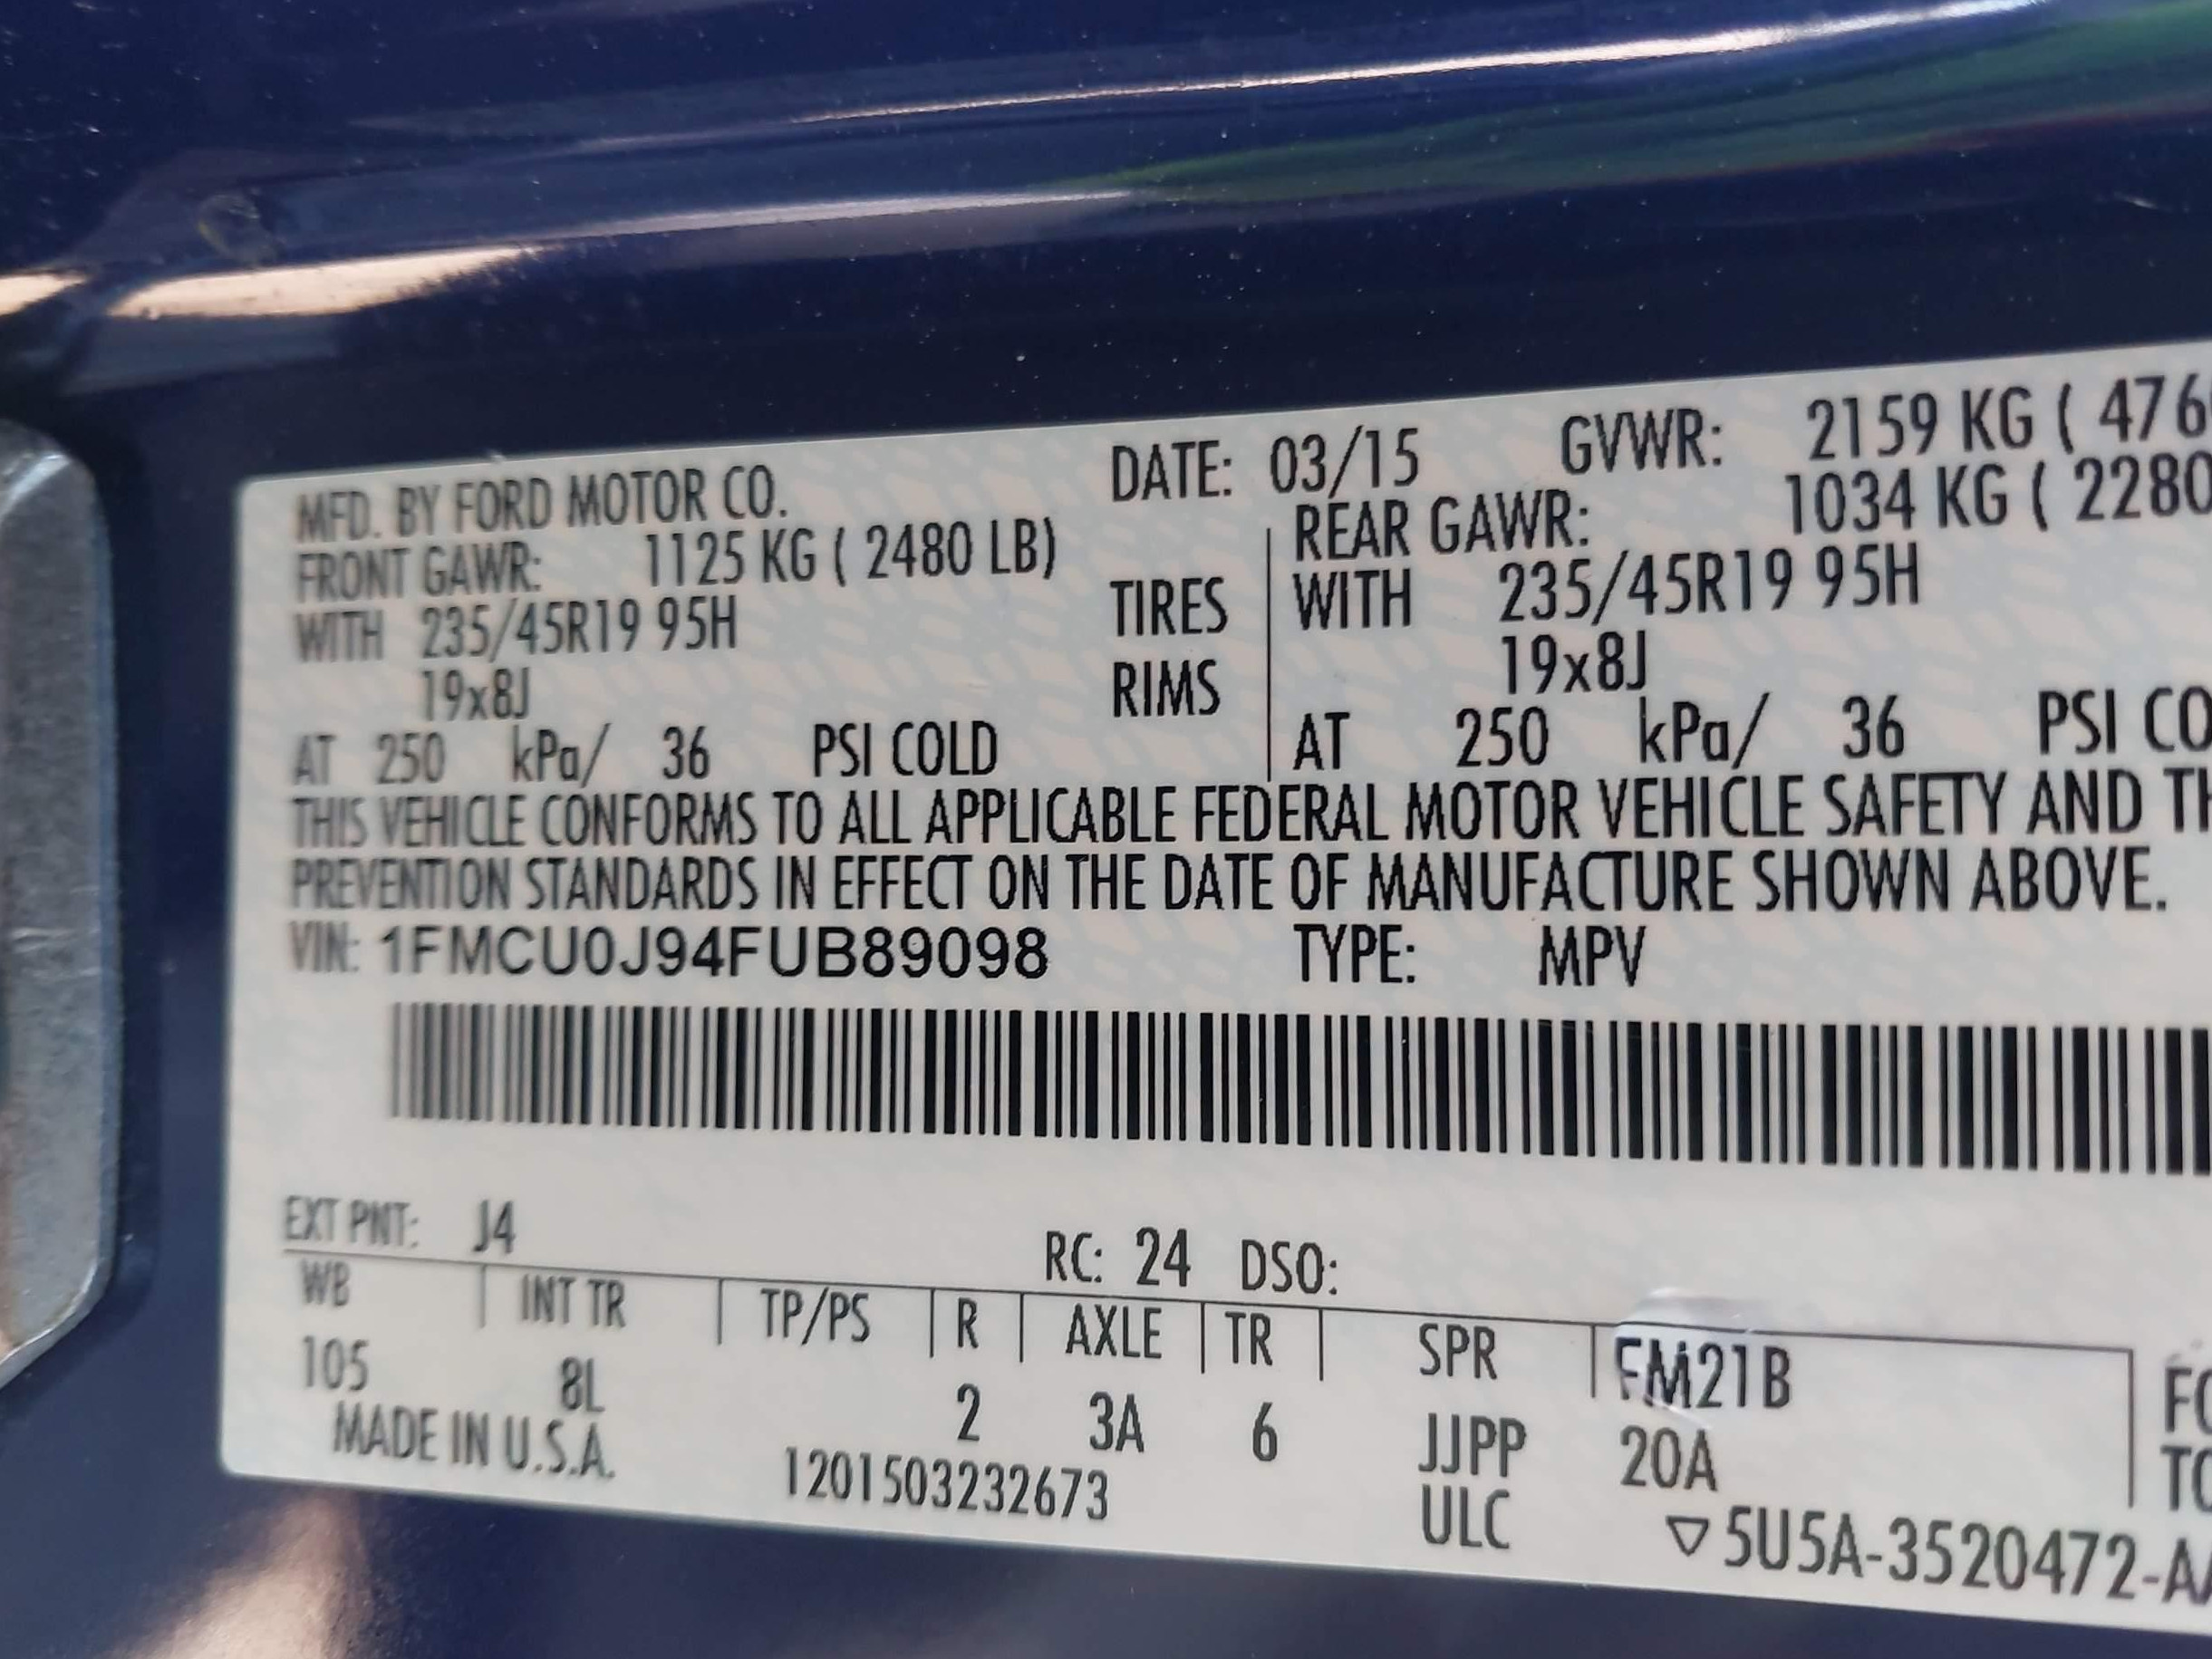 MFD. BY FORD MOTOR CO. DATE: 03/15 GVWR: 2159 KG ( 476
FRONT GAWR: 1125 KG ( 2480 LB) REAR GAWR: 1034 KG ( 2280
WITH 235/45R19 95H TIRES WITH 235/45R19 95H
19x8J RIMS 19x8J
AT 250 kPa/ 36 PSI COLD AT 250 kPa/ 36 PSI CO
THIS VEHICLE CONFORMS TO ALL APPLICABLE FEDERAL MOTOR VEHICLE SAFETY AND TH
PREVENTION STANDARDS IN EFFECT ON THE DATE OF MANUFACTURE SHOWN ABOVE.
VIN: 1FMCU0J94FUB89098 TYPE: MPV
EXT PNT: J4 RC: 24 DSO:
WB INT TR TP/PS R AXLE TR SPR FM21B
105 8L 2 3A 6 JJPP 20A
MADE IN U.S.A. 1201503232673 ULC
▽5U5A-3520472-A